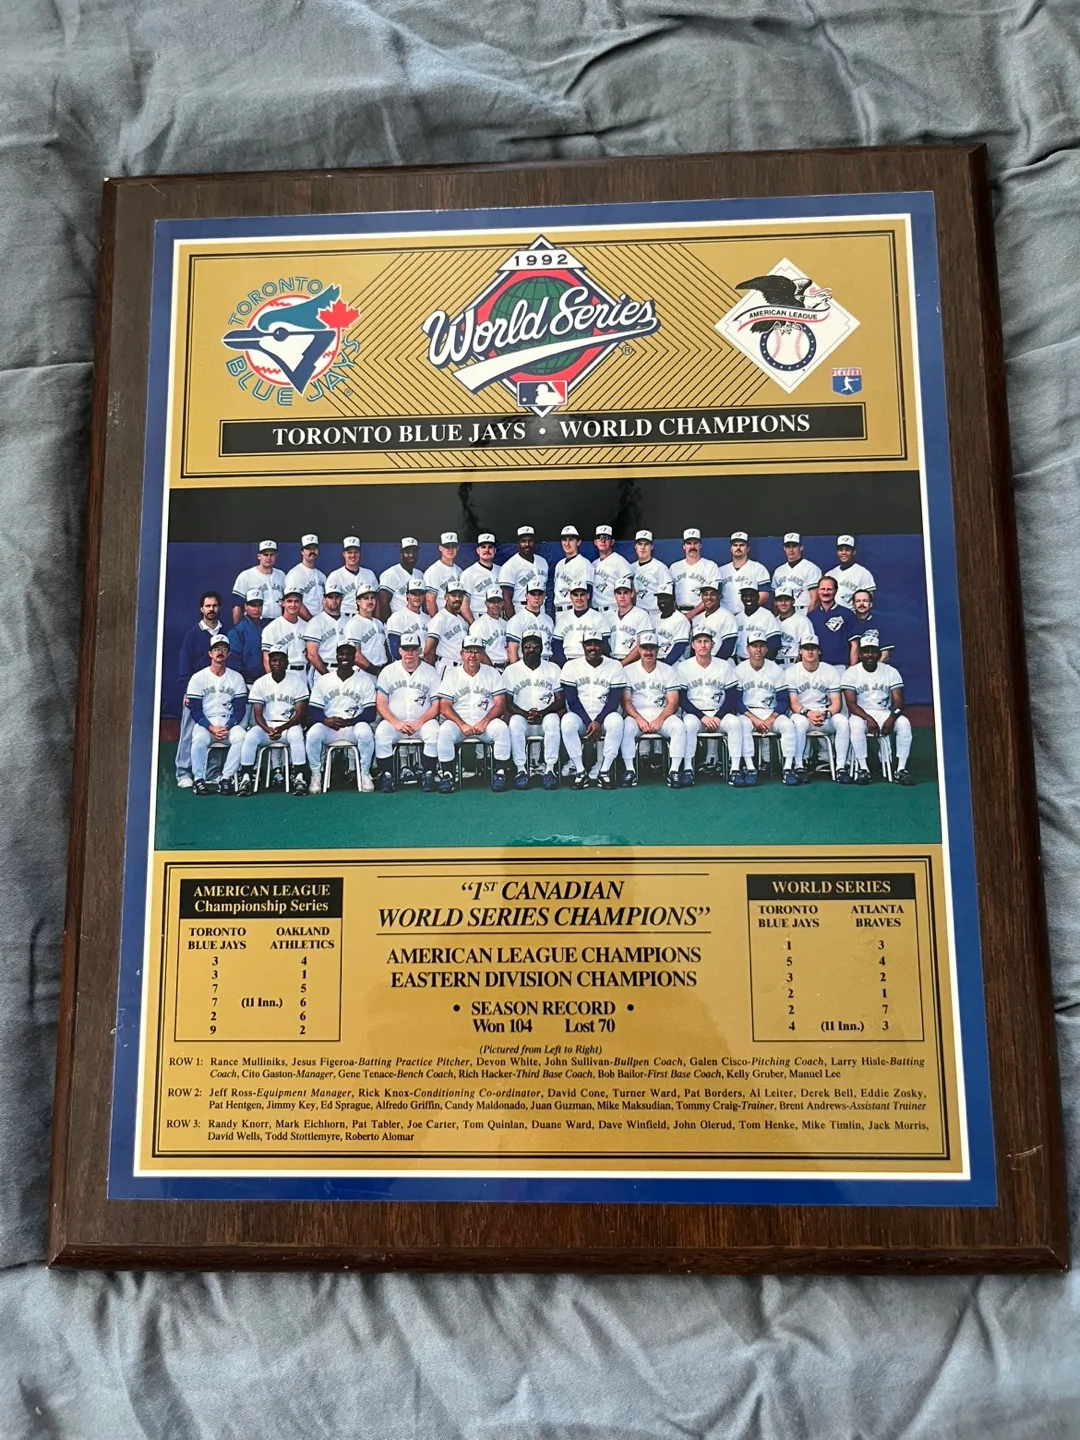 1992
TORONTO
BLUE JAYS
World Series
AMERICAN LEAGUE
TORONTO BLUE JAYS • WORLD CHAMPIONS
AMERICAN LEAGUE
Championship Series
TORONTO BLUE JAYS OAKLAND ATHLETICS
3 4
3 1
7 5
7 (11 Inn.) 6
2 6
9 2
“1ST CANADIAN
WORLD SERIES CHAMPIONS”
AMERICAN LEAGUE CHAMPIONS
EASTERN DIVISION CHAMPIONS
• SEASON RECORD •
Won 104 Lost 70
WORLD SERIES
TORONTO BLUE JAYS ATLANTA BRAVES
1 3
5 4
3 2
2 1
2 7
4 (11 Inn.) 3
(Pictured from Left to Right)
ROW 1: Rance Mulliniks, Jesus Figeroa-Batting Practice Pitcher, Devon White, John Sullivan-Bullpen Coach, Galen Cisco-Pitching Coach, Larry Hisle-Batting
Coach, Cito Gaston-Manager, Gene Tenace-Bench Coach, Rich Hacker-Third Base Coach, Bob Bailor-First Base Coach, Kelly Gruber, Manuel Lee
ROW 2: Jeff Ross-Equipment Manager, Rick Knox-Conditioning Co-ordinator, David Cone, Turner Ward, Pat Borders, Al Leiter, Derek Bell, Eddie Zosky,
Pat Hentgen, Jimmy Key, Ed Sprague, Alfredo Griffin, Candy Maldonado, Juan Guzman, Mike Maksudian, Tommy Craig-Trainer, Brent Andrews-Assistant Trainer
ROW 3: Randy Knorr, Mark Eichhorn, Pat Tabler, Joe Carter, Tom Quinlan, Duane Ward, Dave Winfield, John Olerud, Tom Henke, Mike Timlin, Jack Morris,
David Wells, Todd Stottlemyre, Roberto Alomar